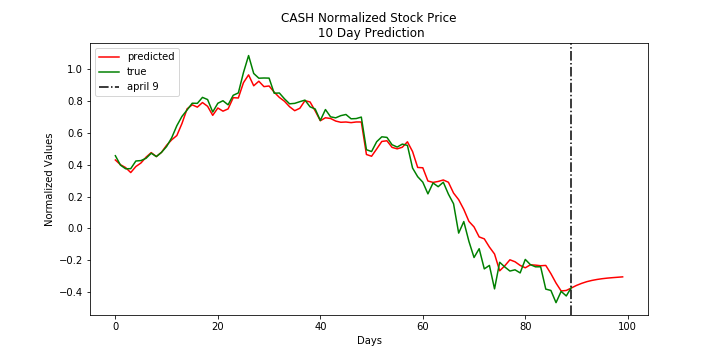 CASH Normalized Stock Price
10 Day Prediction
predicted
true
april 9
1.0
0.8
0.6
0.4
0.2
0.0
−0.2
−0.4
Normalized Values
0
20
40
60
80
100
Days